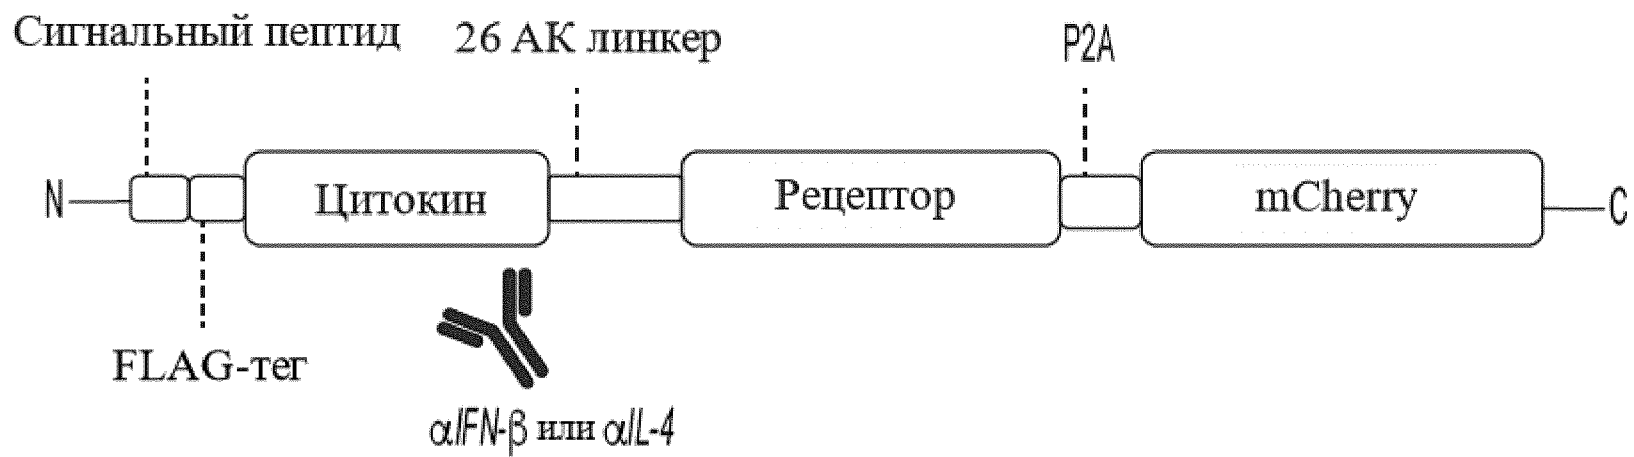 Сигнальный пептид
26 АК линкер
P2A
N
Цитокин
Рецептор
mCherry
C
FLAG-тег
αIFN-β или αIL-4